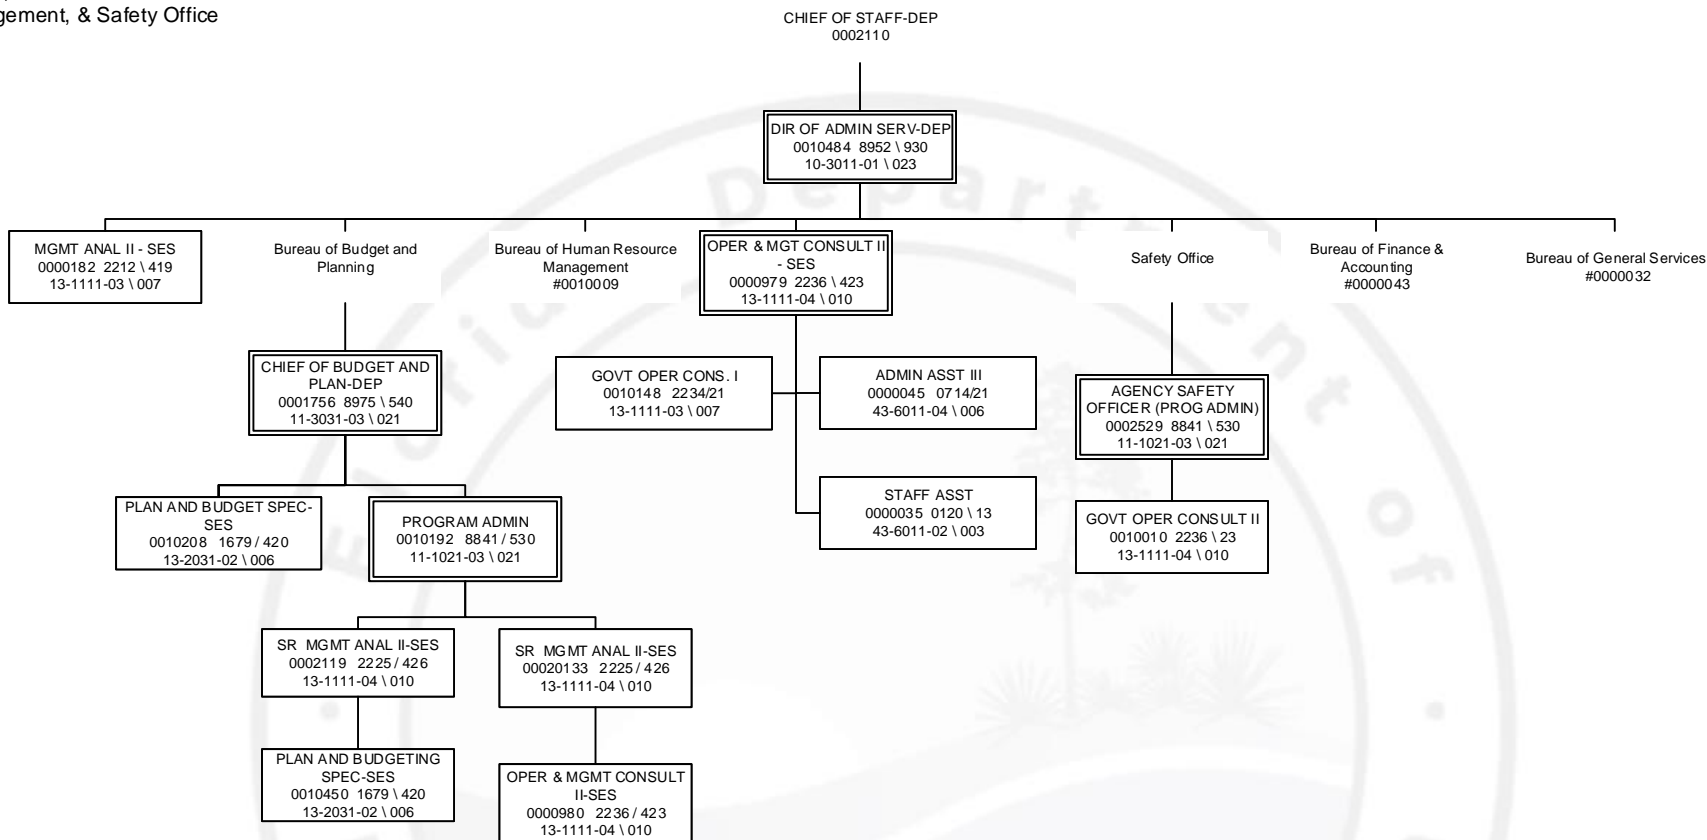 gement, & Safety Office
CHIEF OF STAFF-DEP
0002110
DIR OF ADMIN SERV-DEP
0010484 8952 \ 930
10-3011-01 \ 023
MGMT ANAL II - SES
0000182 2212 \ 419
13-1111-03 \ 007
Bureau of Budget and
Planning
Bureau of Human Resource
Management
#0010009
OPER & MGT CONSULT II
- SES
0000979 2236 \ 423
13-1111-04 \ 010
Safety Office
Bureau of Finance &
Accounting
#0000043
Bureau of General Services
#0000032
CHIEF OF BUDGET AND
PLAN-DEP
0001756 8975 \ 540
11-3031-03 \ 021
GOVT OPER CONS. I
0010148 2234/21
13-1111-03 \ 007
ADMIN ASST III
0000045 0714/21
43-6011-04 \ 006
AGENCY SAFETY
OFFICER (PROG ADMIN)
0002529 8841 \ 530
11-1021-03 \ 021
PLAN AND BUDGET SPEC-
SES
0010208 1679 / 420
13-2031-02 \ 006
PROGRAM ADMIN
0010192 8841 / 530
11-1021-03 \ 021
STAFF ASST
0000035 0120 \ 13
43-6011-02 \ 003
GOVT OPER CONSULT II
0010010 2236 \ 23
13-1111-04 \ 010
SR MGMT ANAL II-SES
0002119 2225 / 426
13-1111-04 \ 010
SR MGMT ANAL II-SES
00020133 2225 / 426
13-1111-04 \ 010
PLAN AND BUDGETING
SPEC-SES
0010450 1679 \ 420
13-2031-02 \ 006
OPER & MGMT CONSULT
II-SES
0000980 2236 / 423
13-1111-04 \ 010
Florida Department of